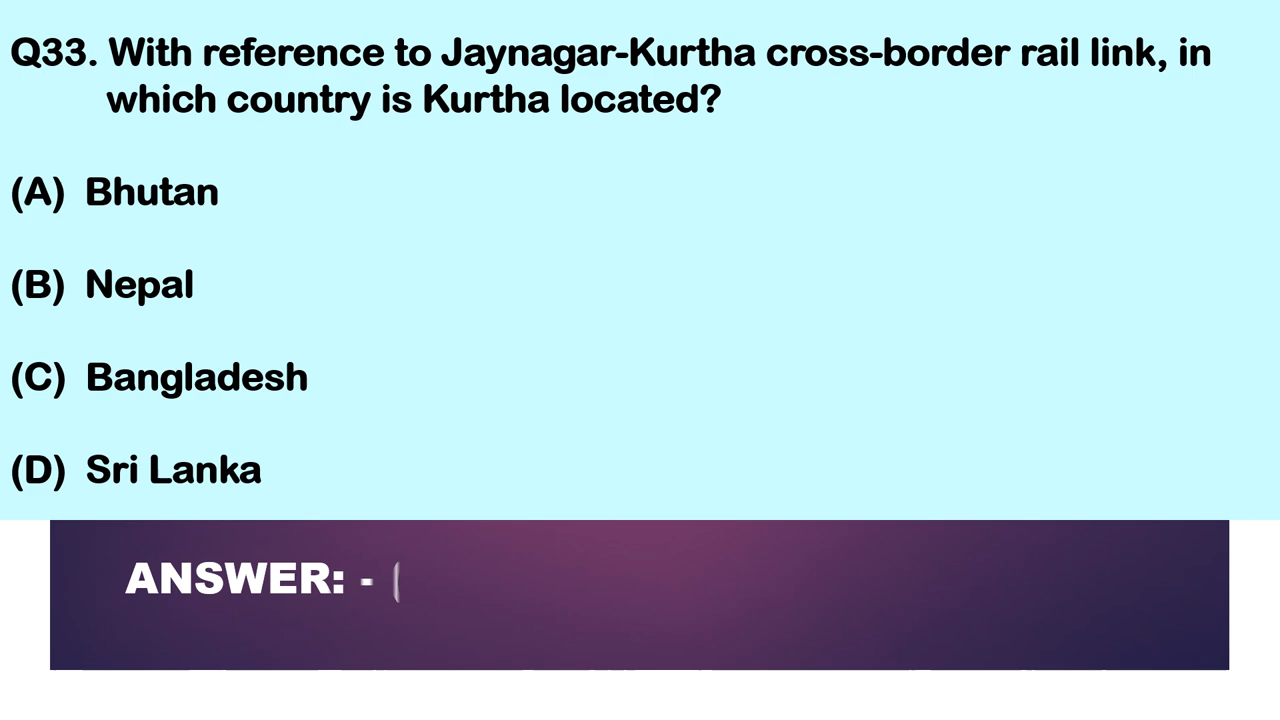 Q33. With reference to Jaynagar-Kurtha cross-border rail link, in
which country is Kurtha located?
(A) Bhutan
(B) Nepal
(C) Bangladesh
(D) Sri Lanka
ANSWER: - (